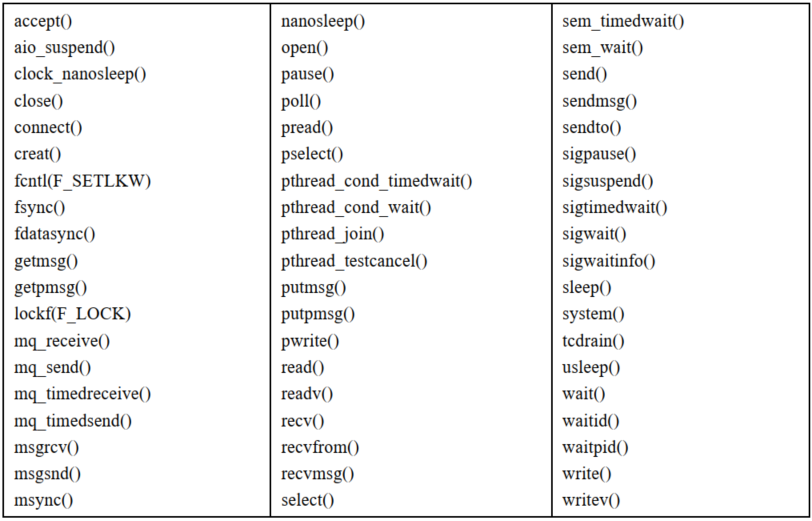 accept()
aio_suspend()
clock_nanosleep()
close()
connect()
creat()
fcntl(F_SETLKW)
fsync()
fdatasync()
getmsg()
getpmsg()
lockf(F_LOCK)
mq_receive()
mq_send()
mq_timedreceive()
mq_timedsend()
msgrcv()
msgsnd()
msync()
nanosleep()
open()
pause()
poll()
pread()
pselect()
pthread_cond_timedwait()
pthread_cond_wait()
pthread_join()
pthread_testcancel()
putmsg()
putpmsg()
pwrite()
read()
readv()
recv()
recvfrom()
recvmsg()
select()
sem_timedwait()
sem_wait()
send()
sendmsg()
sendto()
sigpause()
sigsuspend()
sigtimedwait()
sigwait()
sigwaitinfo()
sleep()
system()
tcdrain()
usleep()
wait()
waitid()
waitpid()
write()
writev()